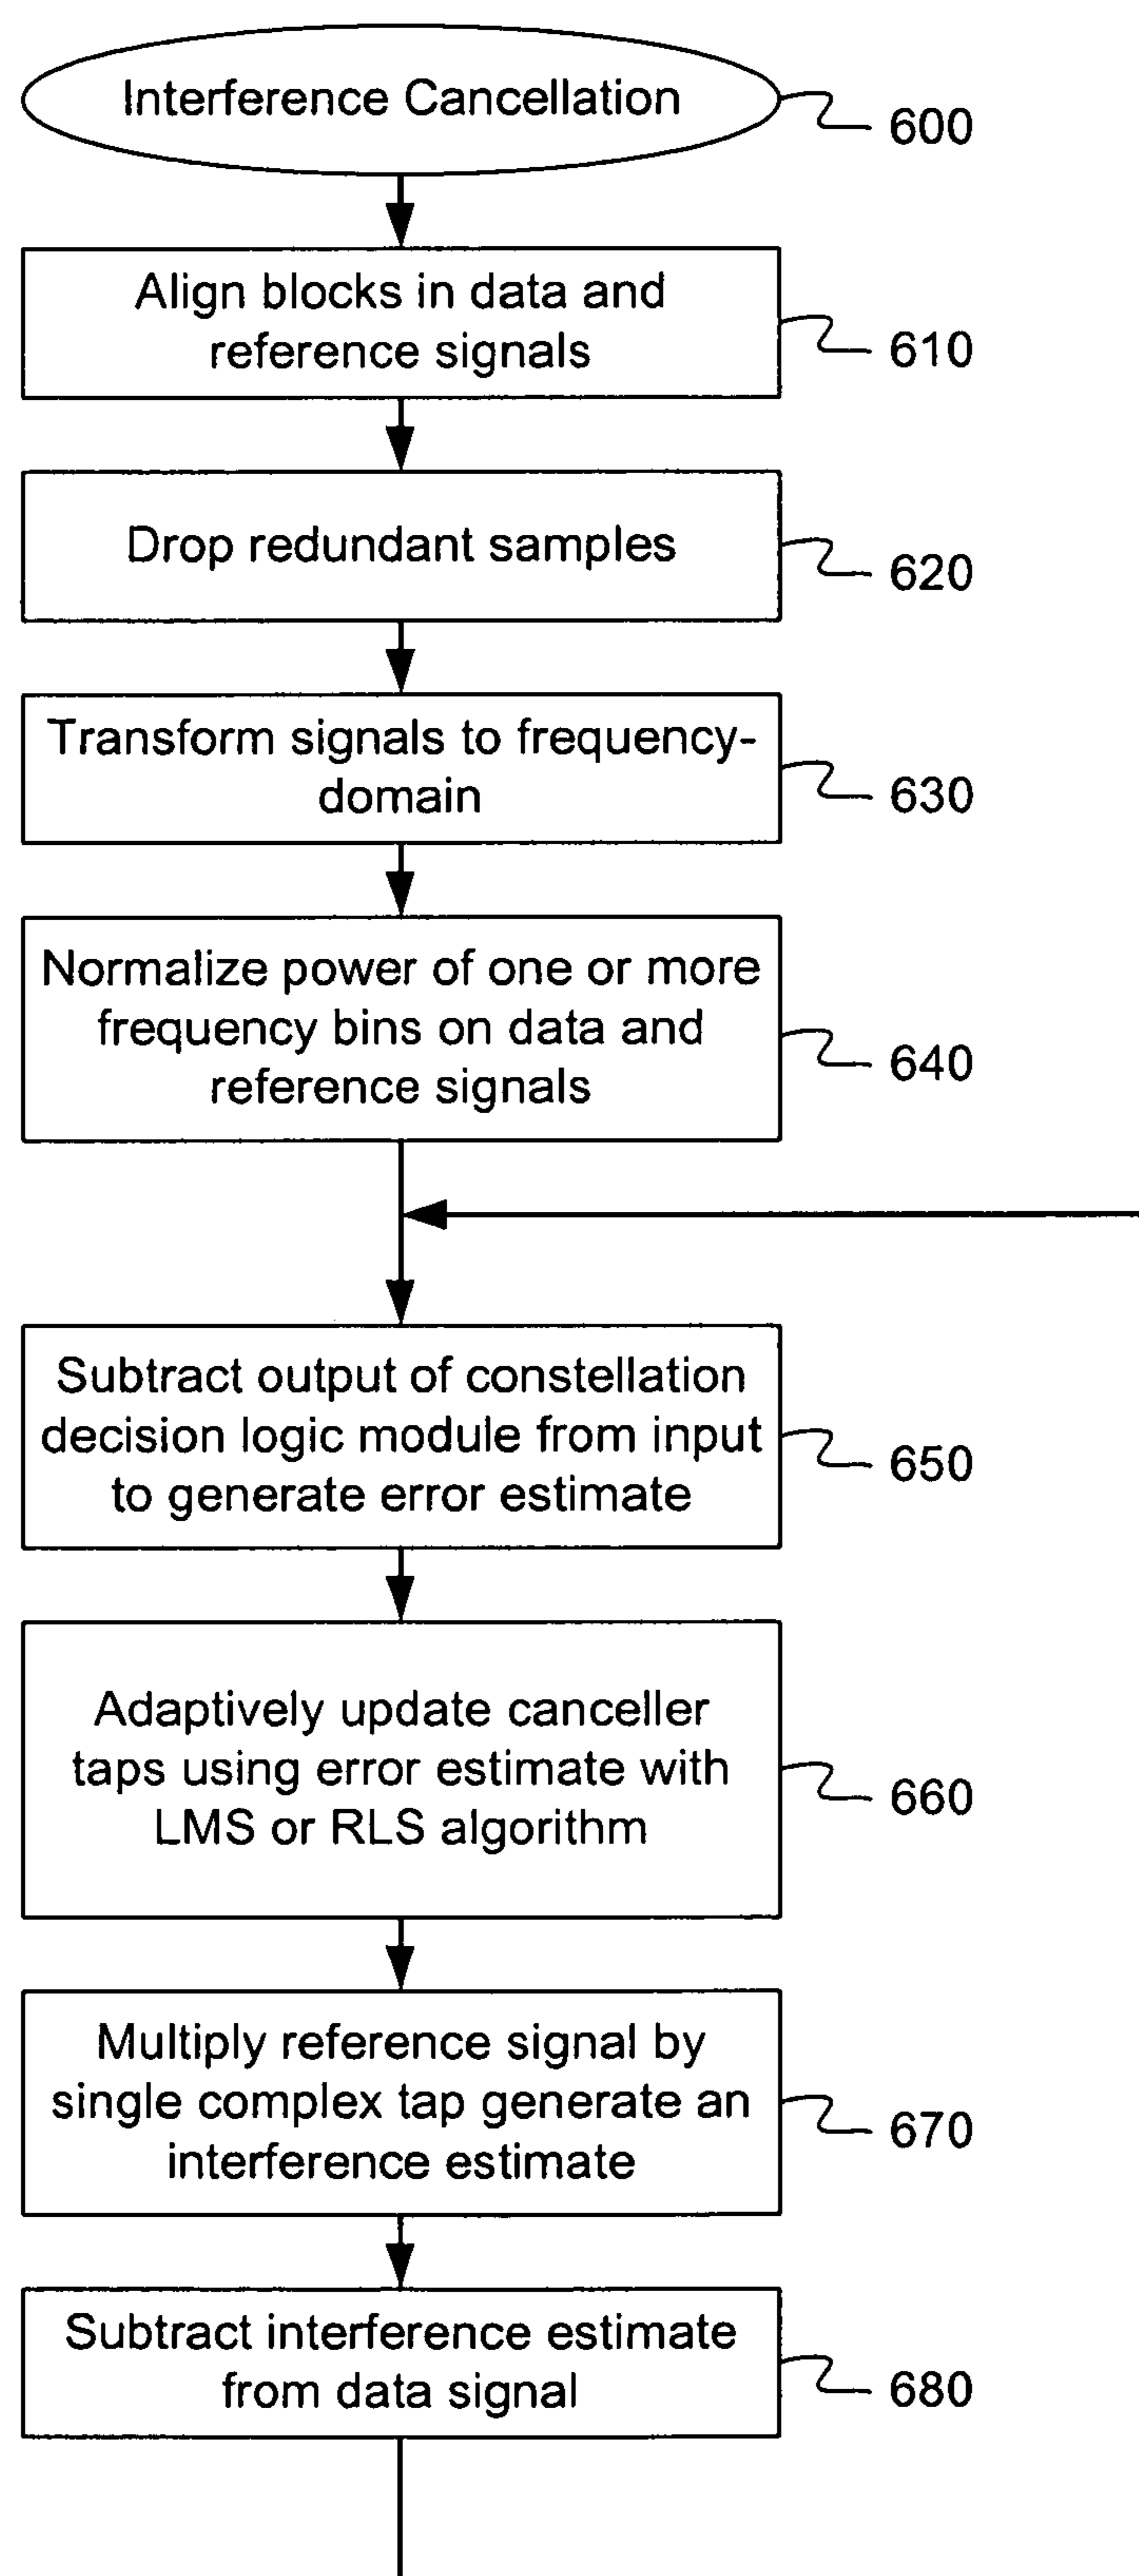 Interference Cancellation
600
Align blocks in data and
reference signals
610
Drop redundant samples
620
Transform signals to frequency-
domain
630
Normalize power of one or more
frequency bins on data and
reference signals
640
Subtract output of constellation
decision logic module from input
to generate error estimate
650
Adaptively update canceller
taps using error estimate with
LMS or RLS algorithm
660
Multiply reference signal by
single complex tap generate an
interference estimate
670
Subtract interference estimate
from data signal
680